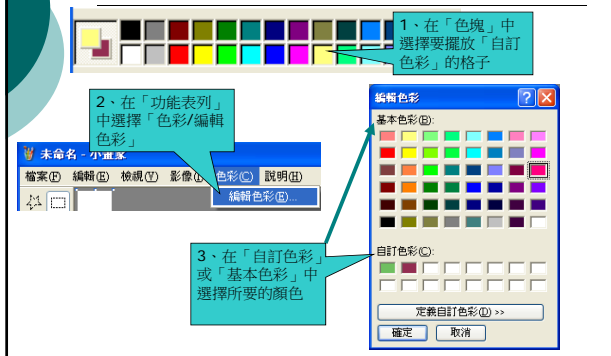 1、在「色塊」中
選擇要擺放「自訂
色彩」的格子
2、在「功能表列」
中選擇「色彩/編輯
色彩」
未命名 - 小畫家
檔案(F) 編輯(E) 檢視(V) 影像(I) 色彩(C) 說明(H)
編輯色彩(E)...
3、在「自訂色彩」
或「基本色彩」中
選擇所要的顏色
編輯色彩
基本色彩(B):
自訂色彩(C):
定義自訂色彩(D) >>
確定 取消